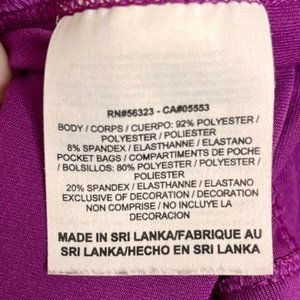 RN#56323 - CA#05553
BODY / CORPS / CUERPO: 92% POLYESTER /
POLYESTER / POLIESTER
8% SPANDEX / ELASTHANNE / ELASTANO
POCKET BAGS / COMPARTIMENTS DE POCHE
/ BOLSILLOS: 80% POLYESTER / POLYESTER /
POLIESTER
20% SPANDEX / ELASTHANNE / ELASTANO
EXCLUSIVE OF DECORATION / DECORATION
NON COMPRISE / NO INCLUYE LA
DECORACION
MADE IN SRI LANKA/FABRIQUE AU
SRI LANKA/HECHO EN SRI LANKA